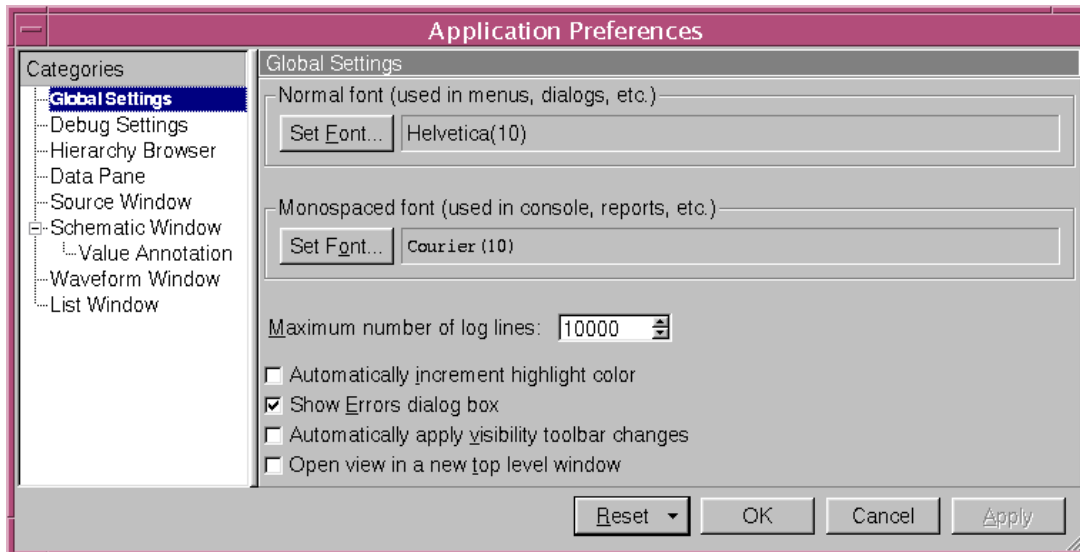 Application Preferences
Categories
Global Settings
Debug Settings
Hierarchy Browser
Data Pane
Source Window
Schematic Window
Value Annotation
Waveform Window
List Window
Global Settings
Normal font (used in menus, dialogs, etc.)
Set Font... Helvetica(10)
Monospaced font (used in console, reports, etc.)
Set Font... Courier(10)
Maximum number of log lines: 10000
Automatically increment highlight color
Show Errors dialog box
Automatically apply visibility toolbar changes
Open view in a new top level window
Reset OK Cancel Apply